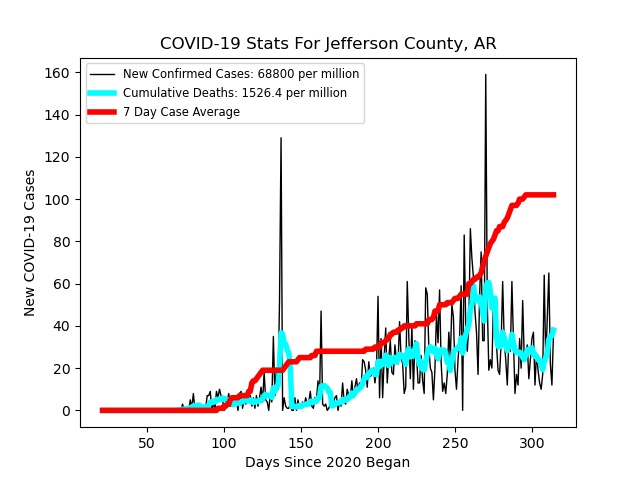 COVID-19 Stats For Jefferson County, AR
New Confirmed Cases: 68800 per million
Cumulative Deaths: 1526.4 per million
7 Day Case Average
160
140
120
100
80
60
40
20
0
New COVID-19 Cases
50 100 150 200 250 300
Days Since 2020 Began